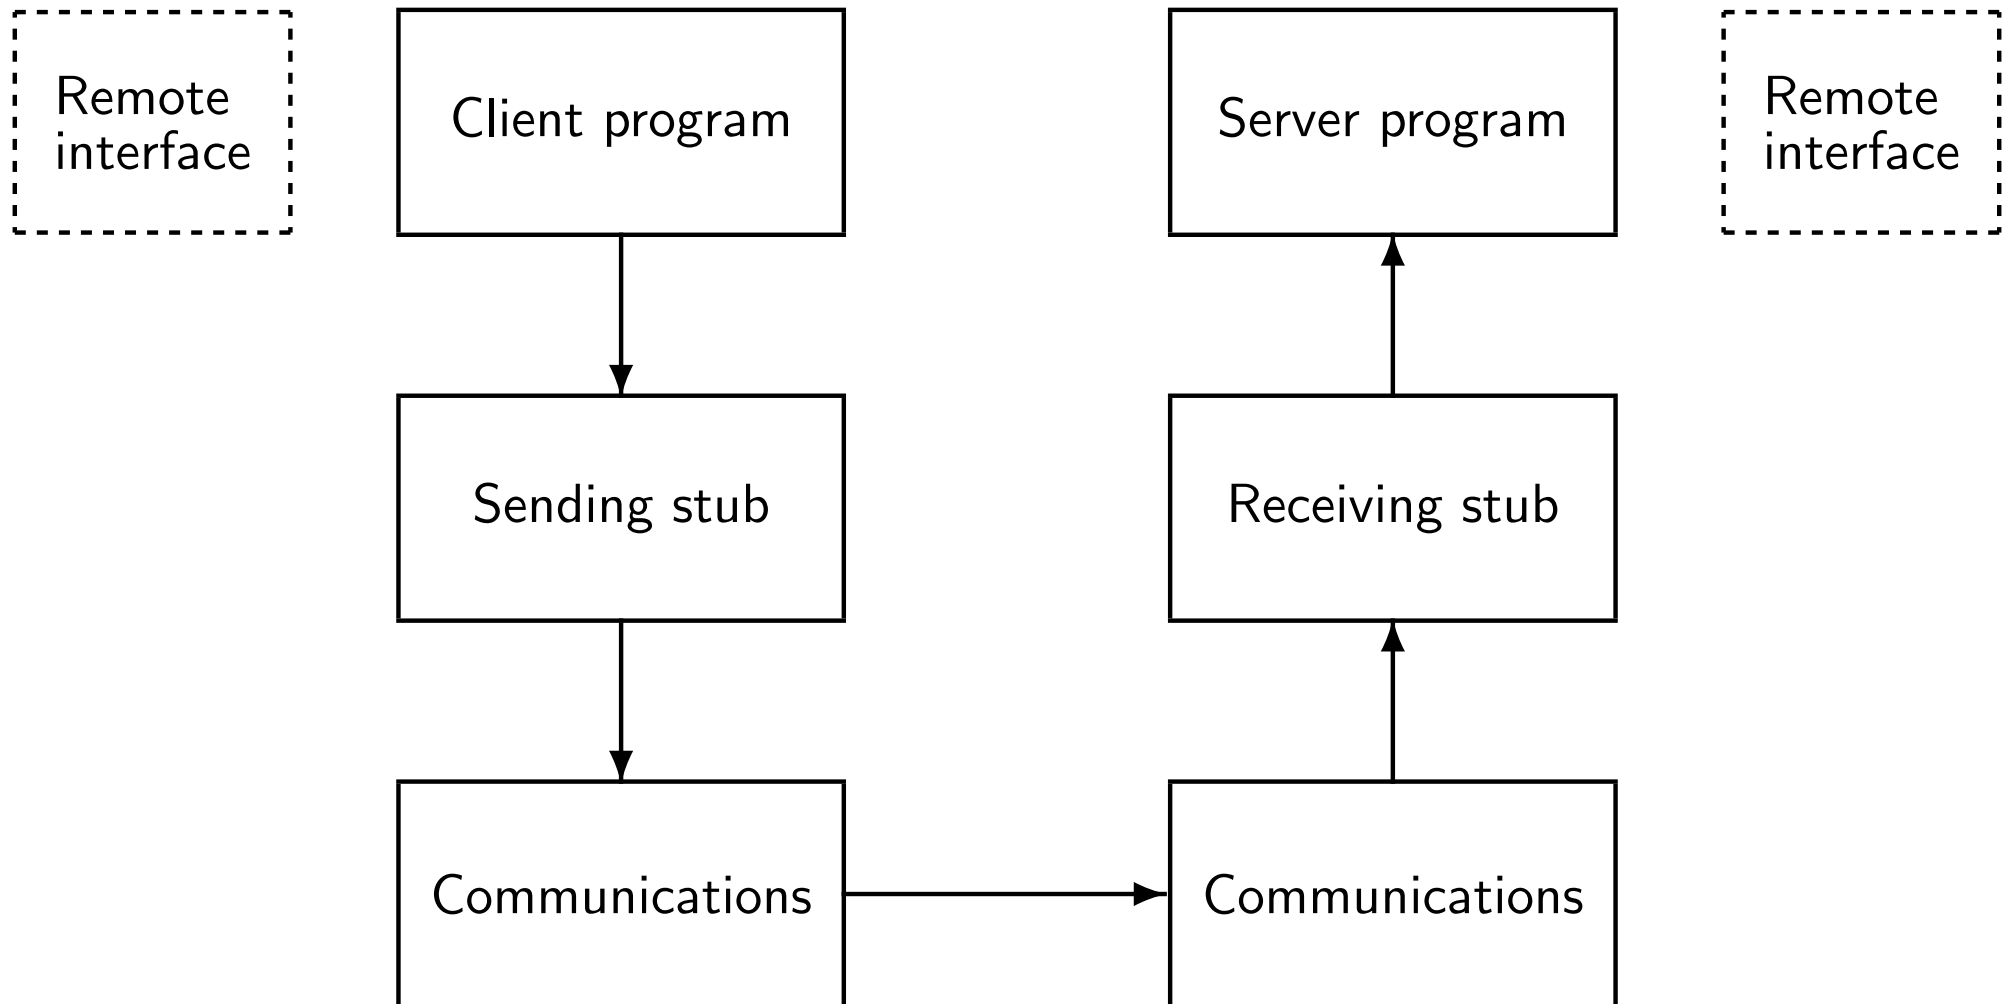 Remote
interface
Client program
Server program
Remote
interface
Sending stub
Receiving stub
Communications
Communications